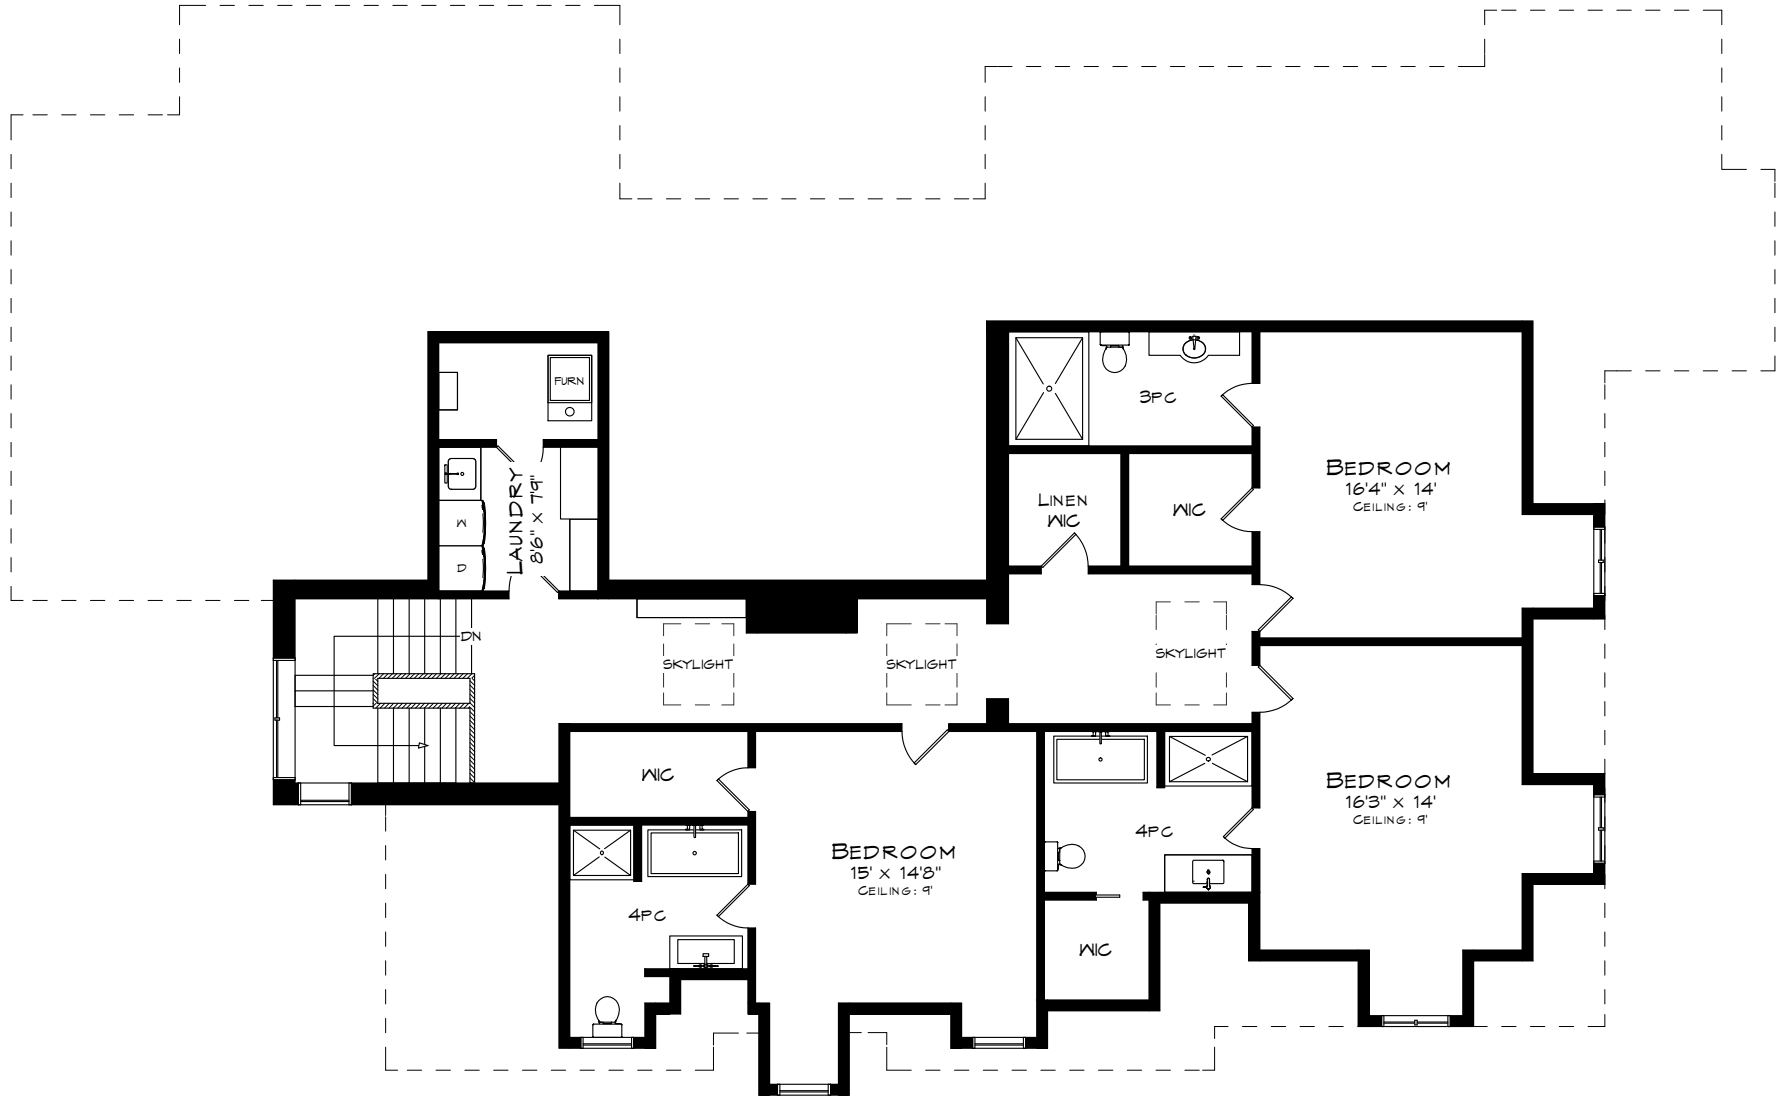 FURN
3PC
BEDROOM
16'4" x 14'
CEILING: 9'
LINEN
WIC
WIC
W
D
LAUNDRY
8'6" x 7'9"
DN
SKYLIGHT
SKYLIGHT
SKYLIGHT
WIC
BEDROOM
16'3" x 14'
CEILING: 9'
4PC
BEDROOM
15' x 14'8"
CEILING: 9'
4PC
WIC